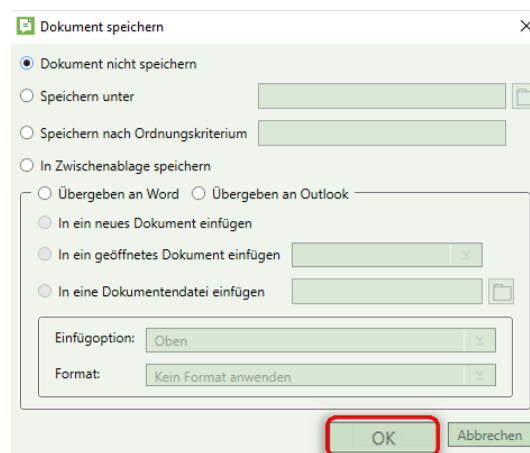 Dokument speichern
Dokument nicht speichern
Speichern unter
Speichern nach Ordnungskriterium
In Zwischenablage speichern
Übergeben an Word Übergeben an Outlook
In ein neues Dokument einfügen
In ein geöffnetes Dokument einfügen
In eine Dokumentendatei einfügen
Einfügoption: Oben
Format: Kein Format anwenden
OK Abbrechen